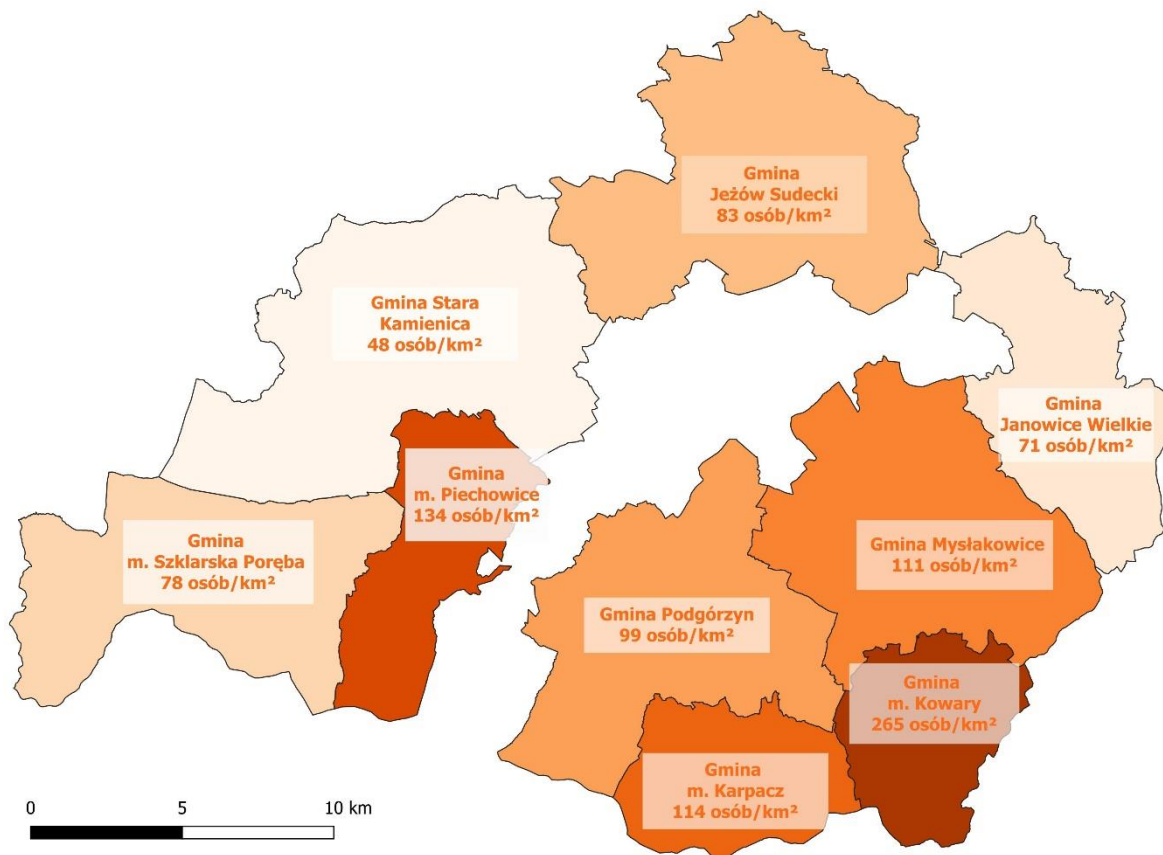 Gmina
Jeżów Sudecki
83 osób/km²
Gmina Stara
Kamienica
48 osób/km²
Gmina
Janowice Wielkie
71 osób/km²
Gmina
m. Piechowice
134 osób/km²
Gmina
m. Szklarska Poręba
78 osób/km²
Gmina Mysłakowice
111 osób/km²
Gmina Podgórzyn
99 osób/km²
Gmina
m. Kowary
265 osób/km²
Gmina
m. Karpacz
114 osób/km²
0 5 10 km